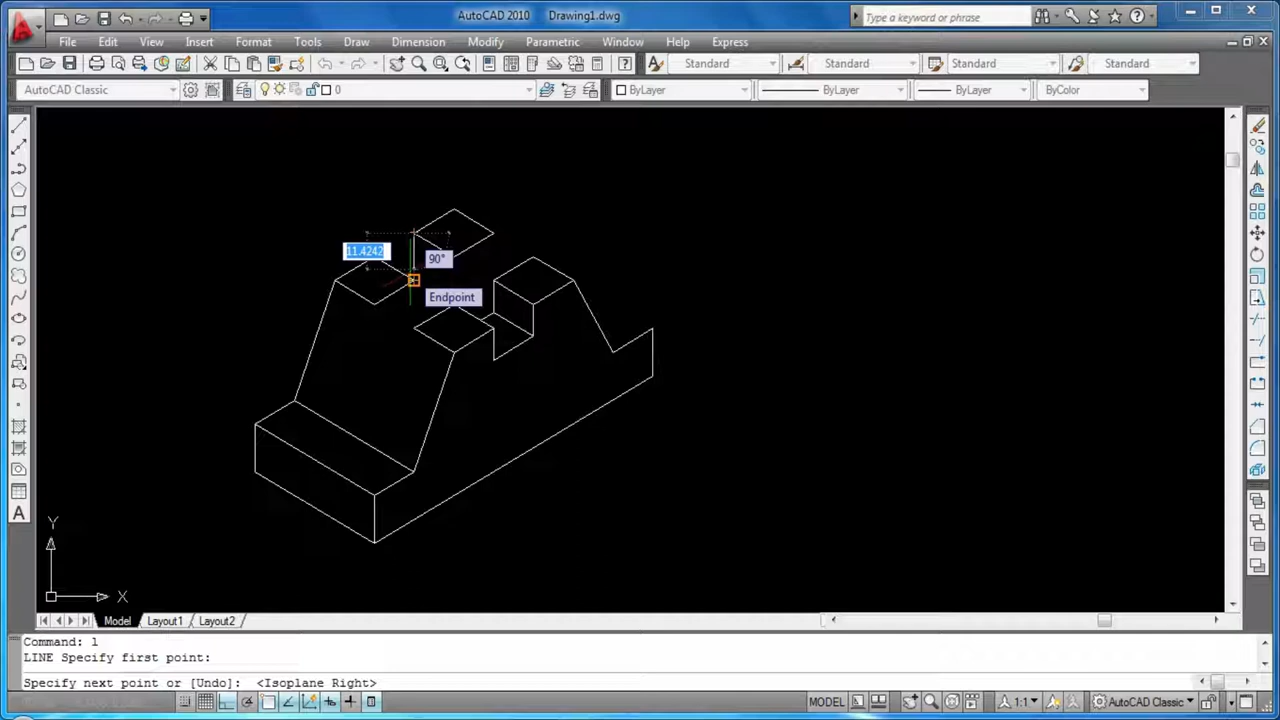 AutoCAD 2010 Drawing1.dwg
Type a keyword or phrase
File Edit View Insert Format Tools Draw Dimension Modify Parametric Window Help Express
Standard Standard Standard Standard
AutoCAD Classic 0 ByLayer ByLayer ByLayer ByColor
11.4242
90°
Endpoint
Y
X
A
Model Layout1 Layout2
Command: l
LINE Specify first point:
Specify next point or [Undo]: <Isoplane Right>
MODEL 1:1 AutoCAD Classic